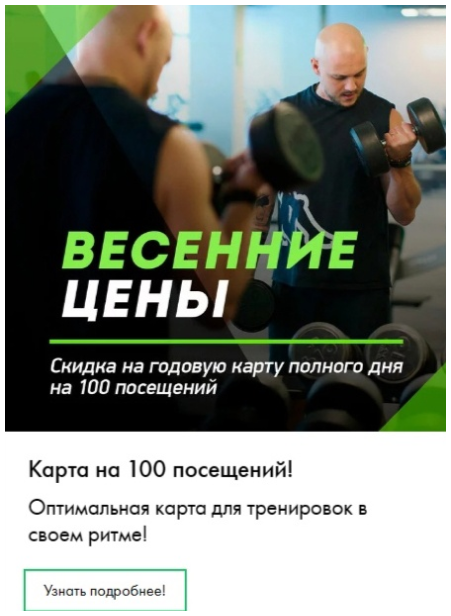 ВЕСЕННИЕ
ЦЕНЫ
Скидка на годовую карту полного дня
на 100 посещений
Карта на 100 посещений!
Оптимальная карта для тренировок в
своем ритме!
Узнать подробнее!